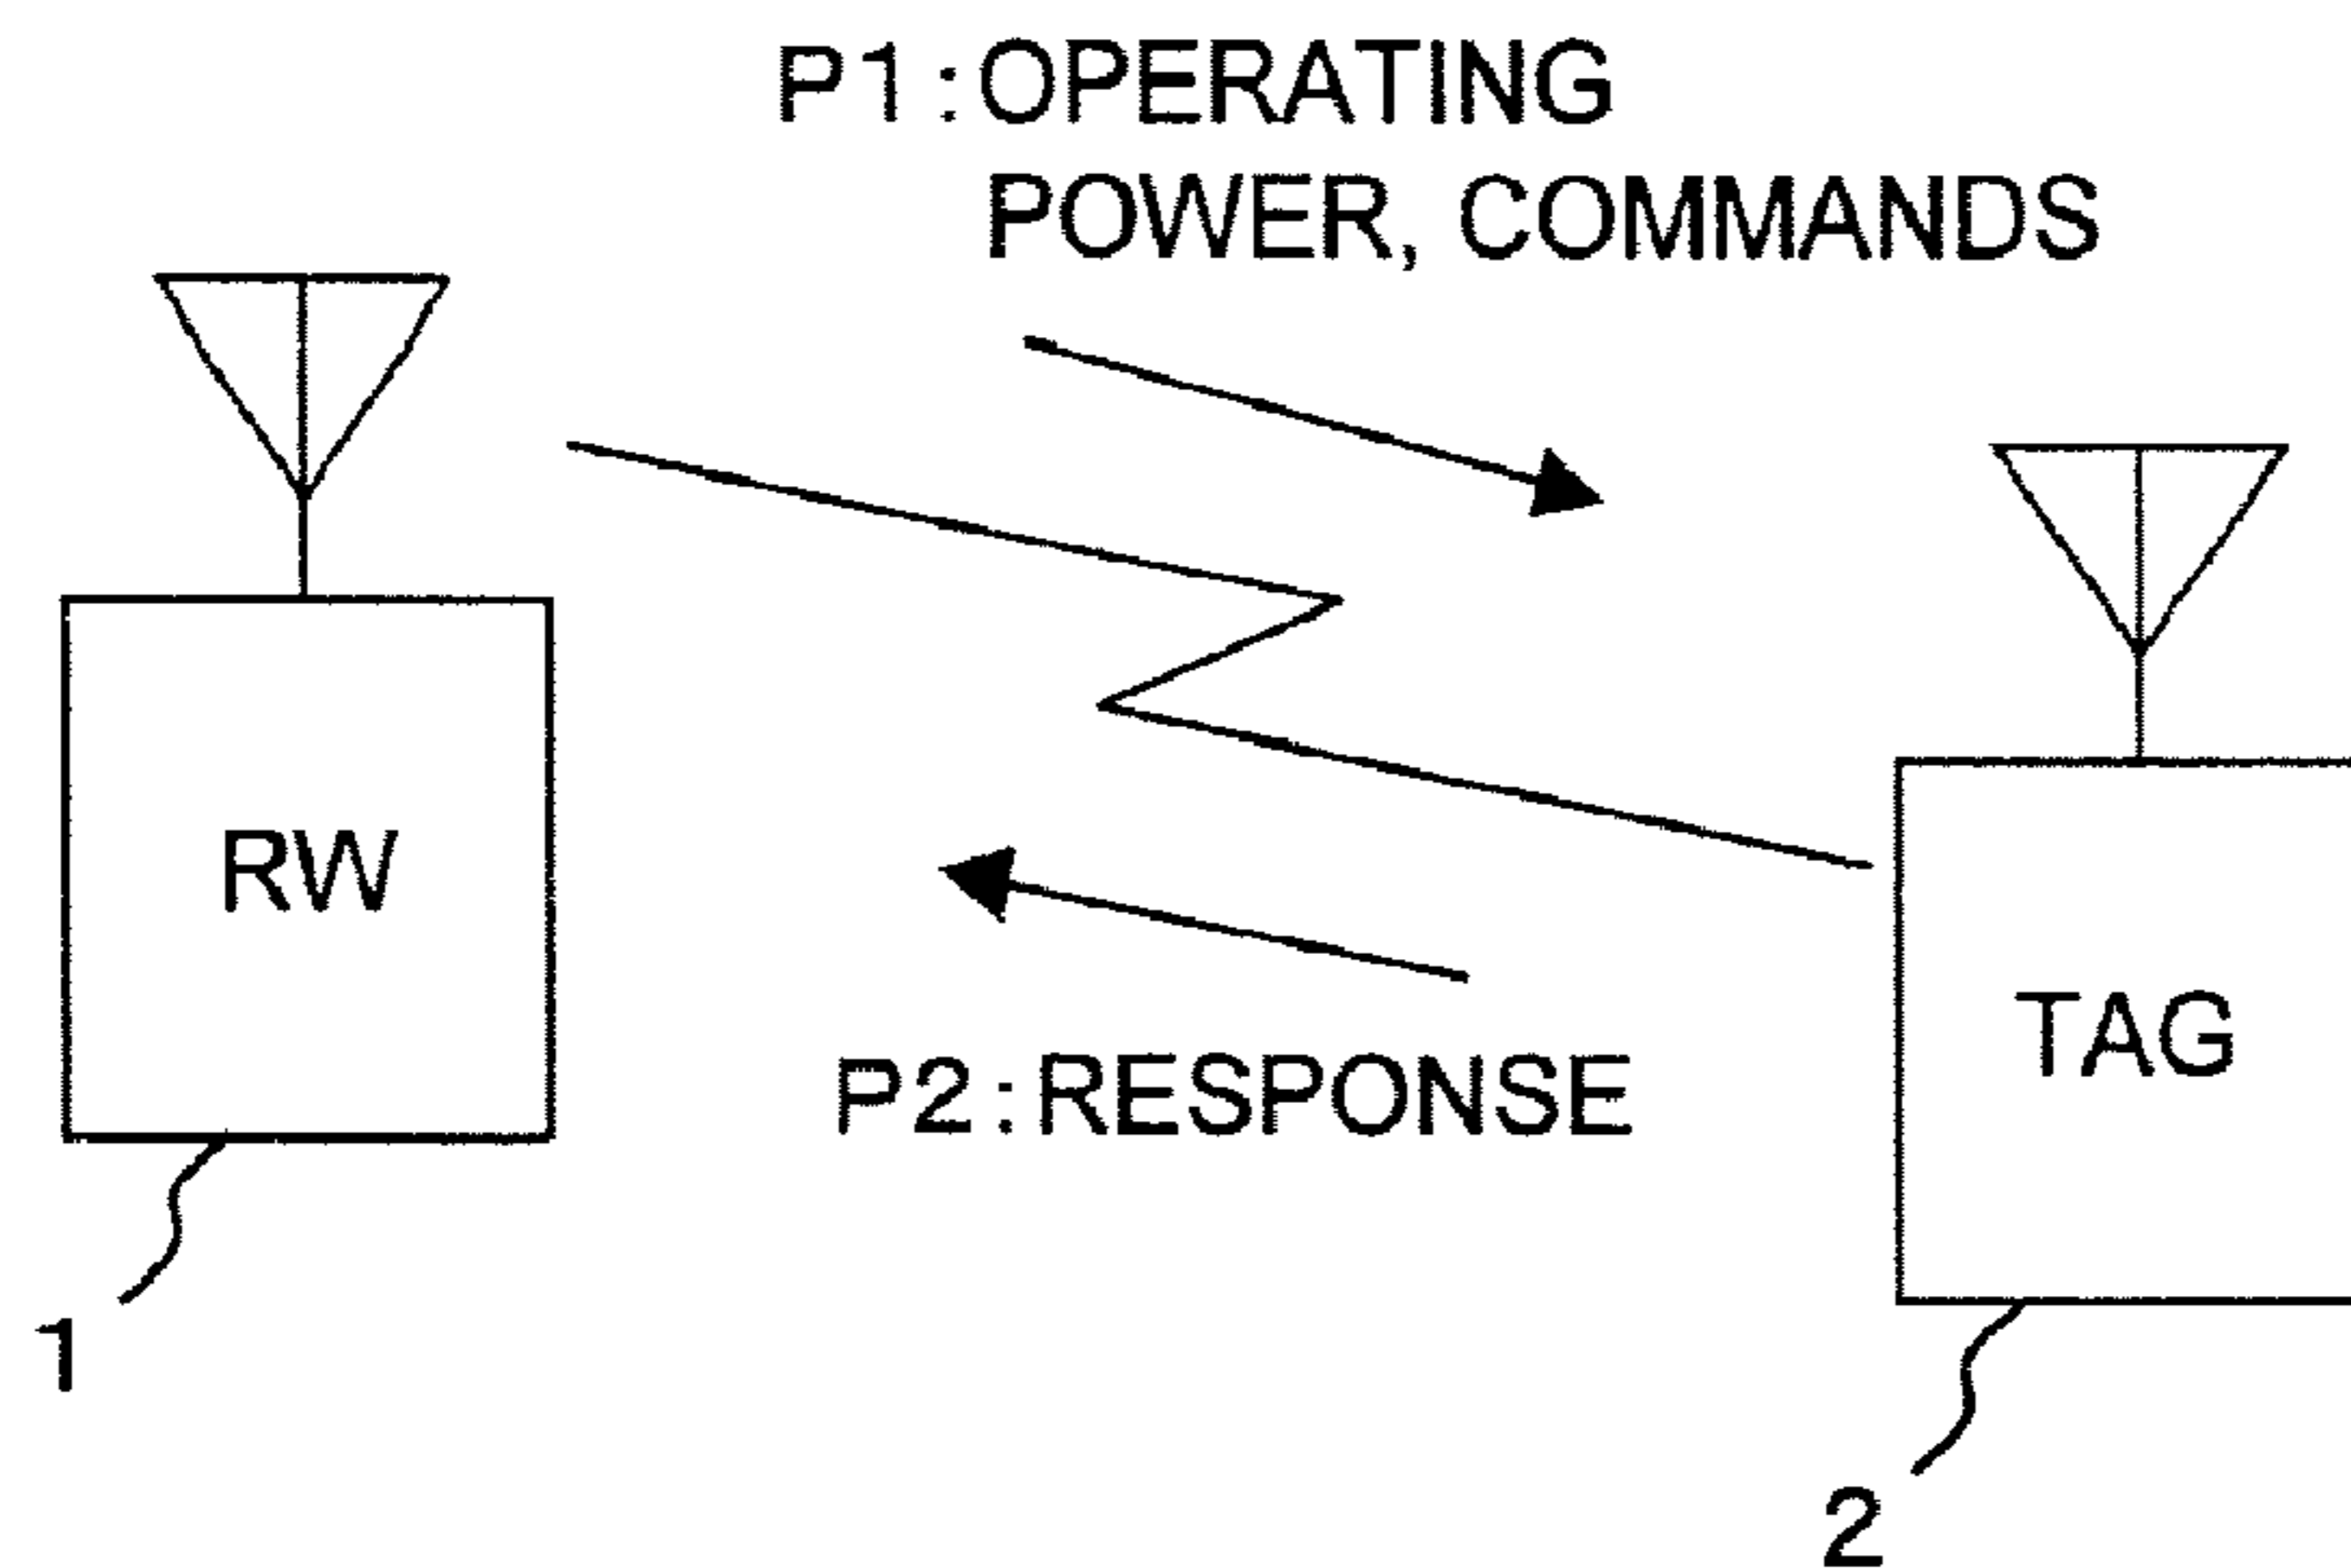 P1:OPERATING
POWER, COMMANDS
RW
TAG
P2:RESPONSE
1
2